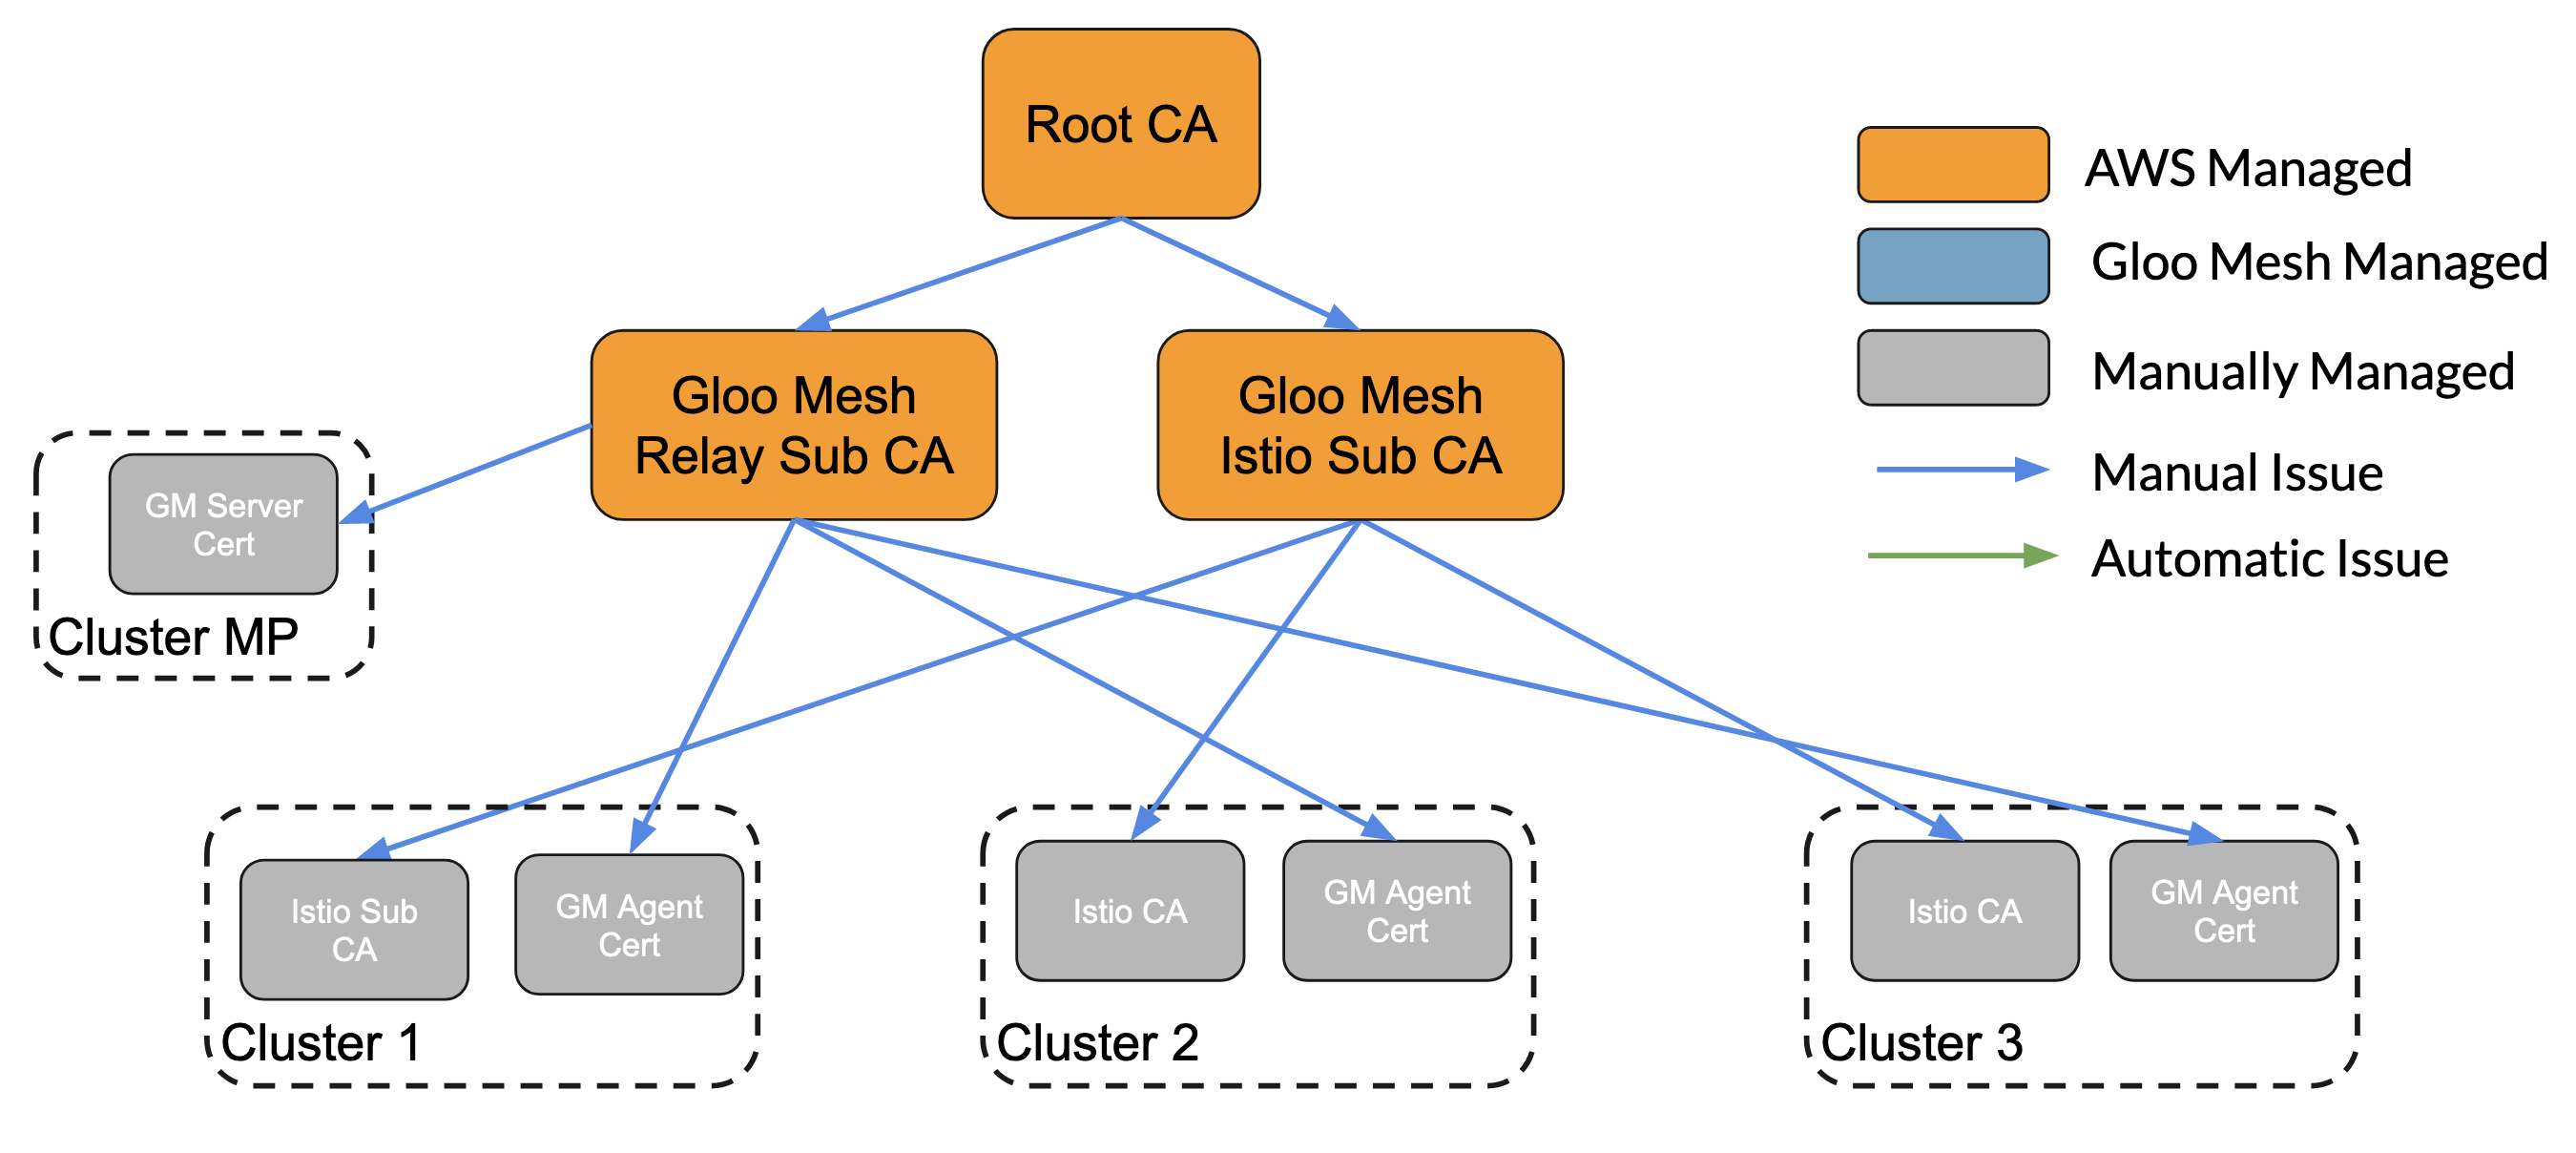 Root CA
AWS Managed
Gloo Mesh Managed
Manually Managed
Manual Issue
Automatic Issue
Gloo Mesh
Relay Sub CA
Gloo Mesh
Istio Sub CA
GM Server
Cert
Cluster MP
Istio Sub
CA
GM Agent
Cert
Cluster 1
Istio CA
GM Agent
Cert
Cluster 2
Istio CA
GM Agent
Cert
Cluster 3